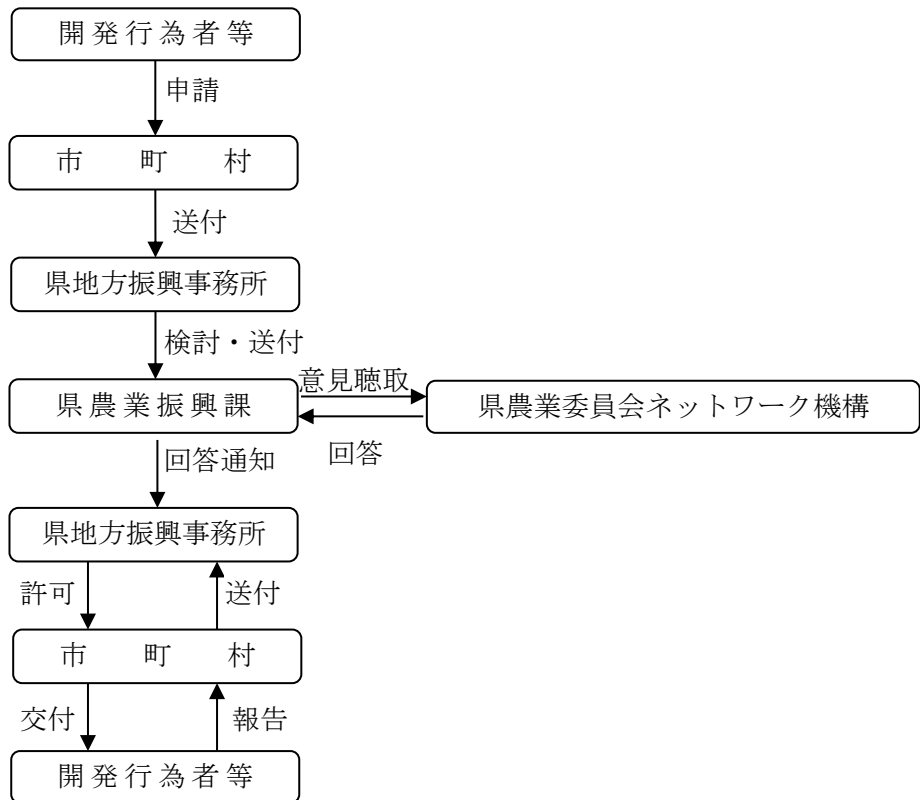 開発行為者等
申請
市　町　村
送付
県地方振興事務所
検討・送付
県農業振興課
意見聴取
県農業委員会ネットワーク機構
回答
回答通知
県地方振興事務所
許可
送付
市　町　村
交付
報告
開発行為者等